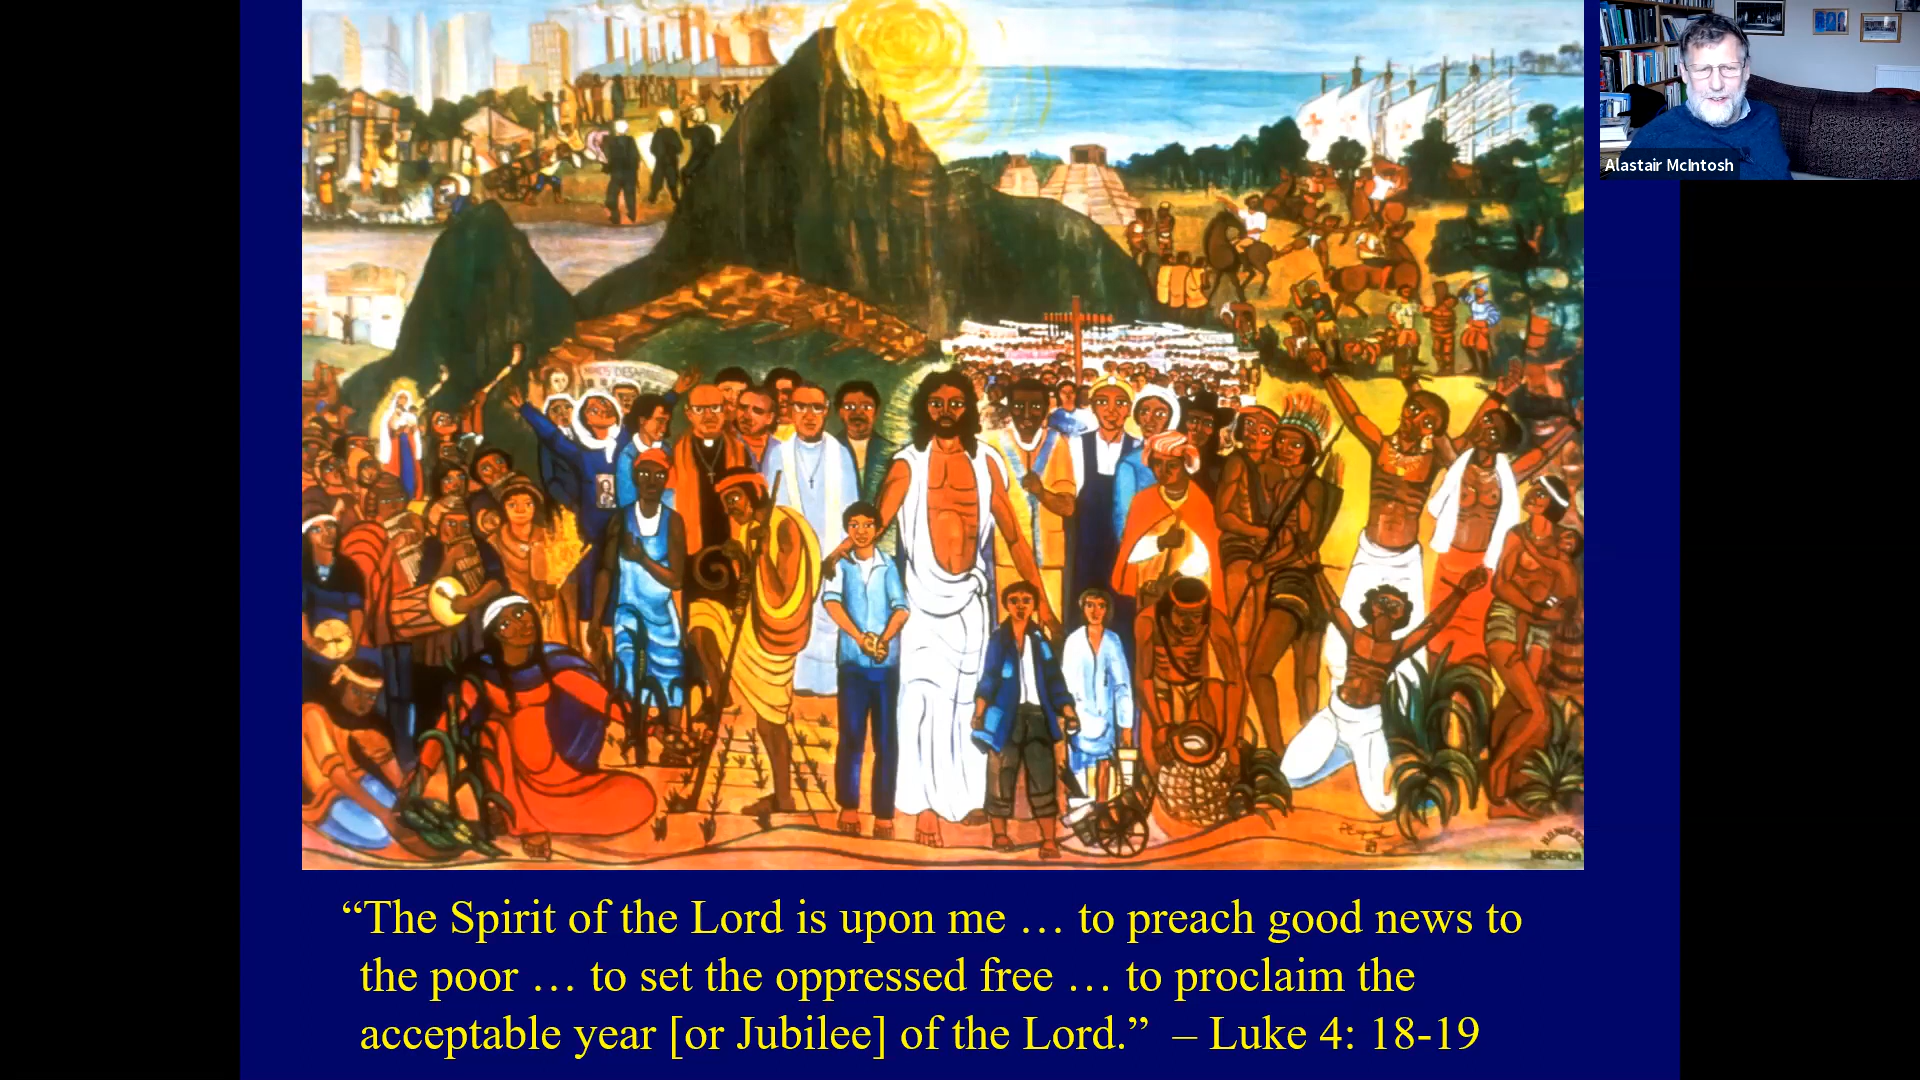 Alastair McIntosh
“The Spirit of the Lord is upon me … to preach good news to
the poor … to set the oppressed free … to proclaim the
acceptable year [or Jubilee] of the Lord.” – Luke 4: 18-19